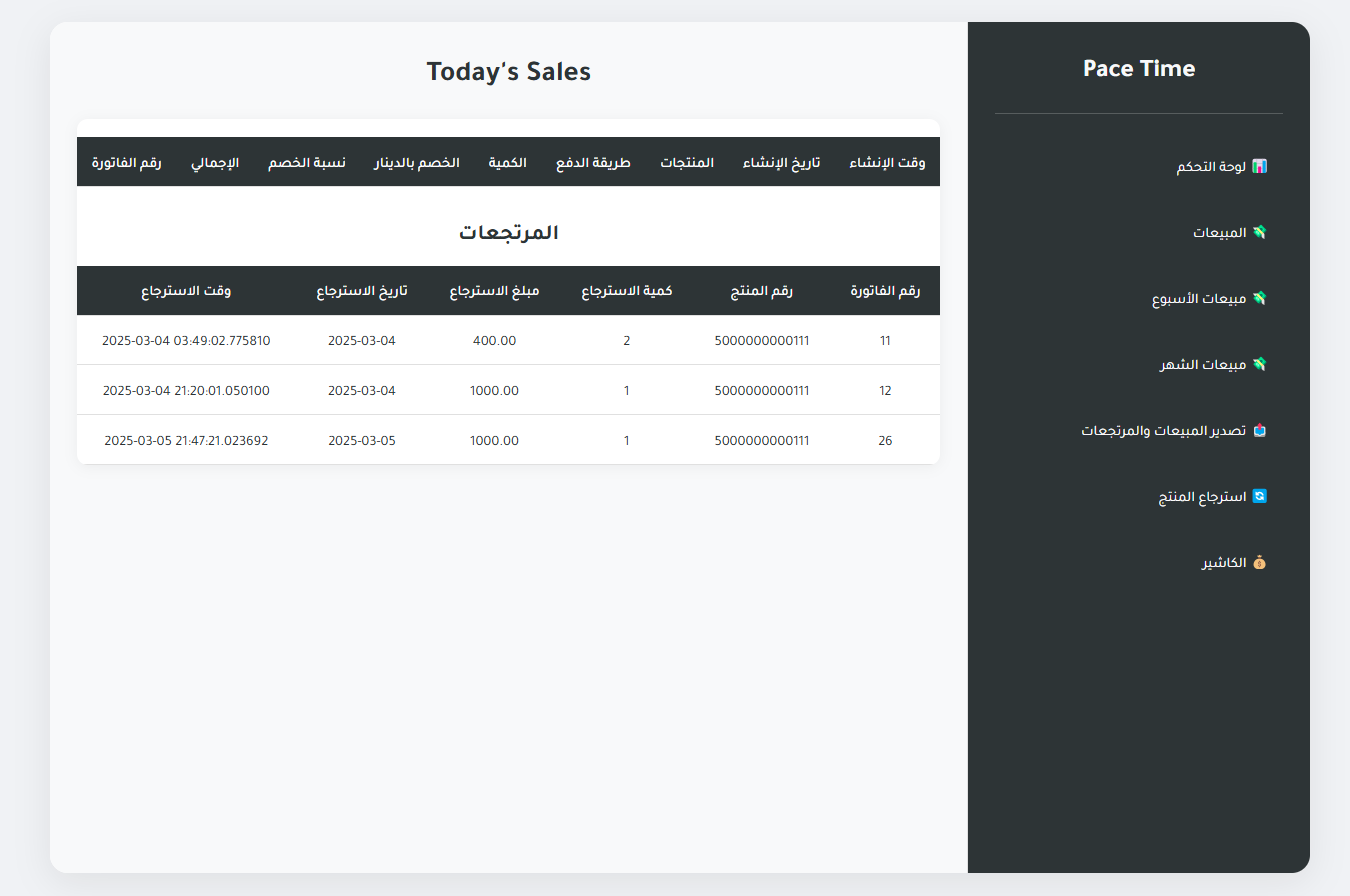 Pace Time
📊 لوحة التحكم
💸 المبيعات
💸 مبيعات الأسبوع
💸 مبيعات الشهر
📤 تصدير المبيعات والمرتجعات
🔄 استرجاع المنتج
💰 الكاشير
Today's Sales
وقت الإنشاء تاريخ الإنشاء المنتجات طريقة الدفع الكمية الخصم بالدينار نسبة الخصم الإجمالي رقم الفاتورة
المرتجعات
رقم الفاتورة رقم المنتج كمية الاسترجاع مبلغ الاسترجاع تاريخ الاسترجاع وقت الاسترجاع
11 5000000000111 2 400.00 2025-03-04 2025-03-04 03:49:02.775810
12 5000000000111 1 1000.00 2025-03-04 2025-03-04 21:20:01.050100
26 5000000000111 1 1000.00 2025-03-05 2025-03-05 21:47:21.023692